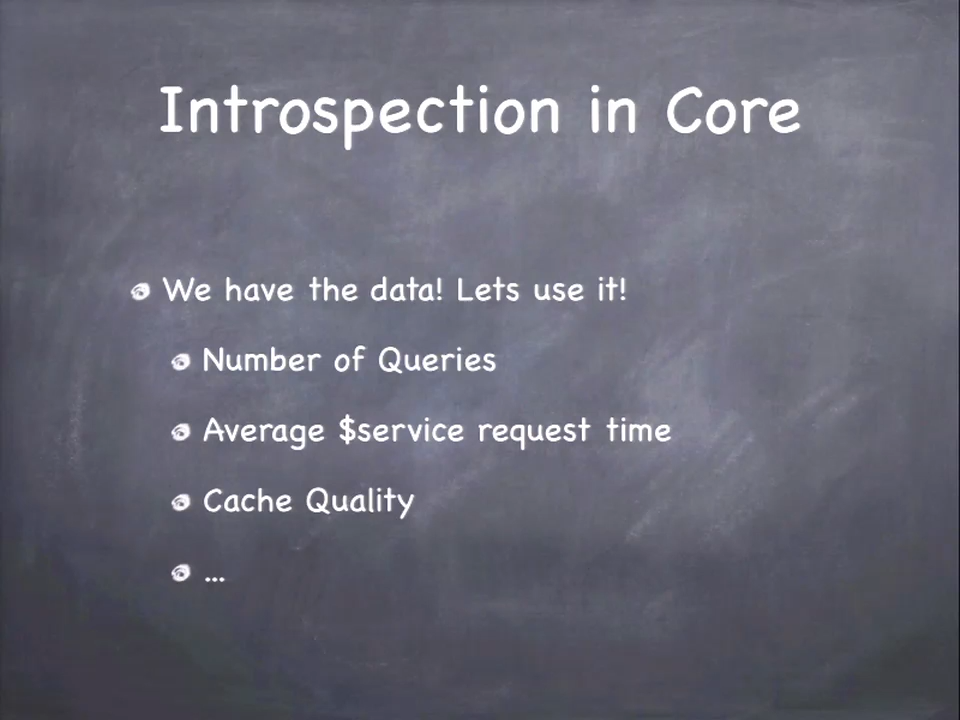 Introspection in Core
We have the data! Lets use it!
Number of Queries
Average $service request time
Cache Quality
...